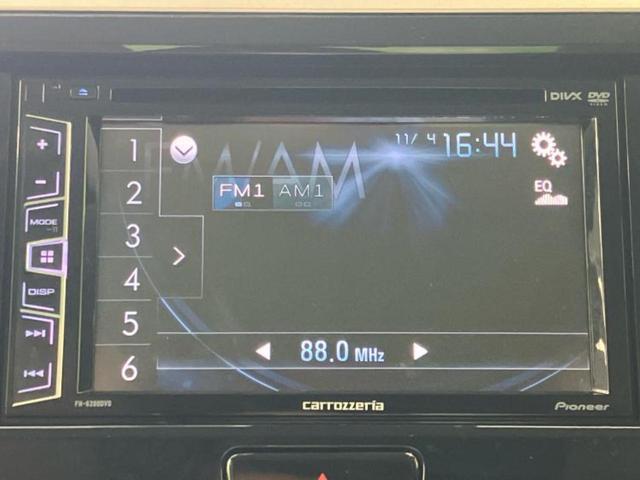 DIVX DVD VIDEO
FM/AM
11/ 4 16:44
1
2
3
4
5
6
FM1 AM1
EQ
MODE
DISP
88.0 MHz
FH-6200DVD
carrozzeria
Pioneer